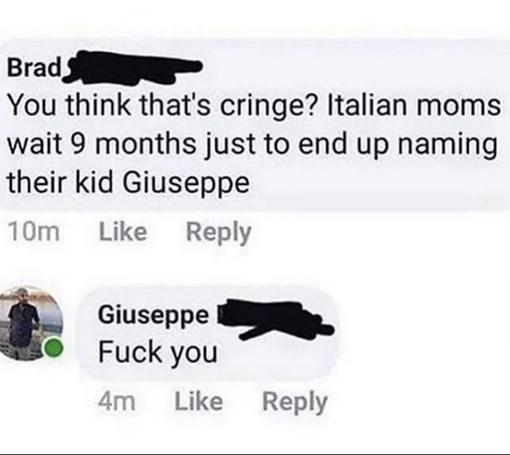 Brad
You think that's cringe? Italian moms
wait 9 months just to end up naming
their kid Giuseppe
10m Like Reply
Giuseppe
Fuck you
4m Like Reply